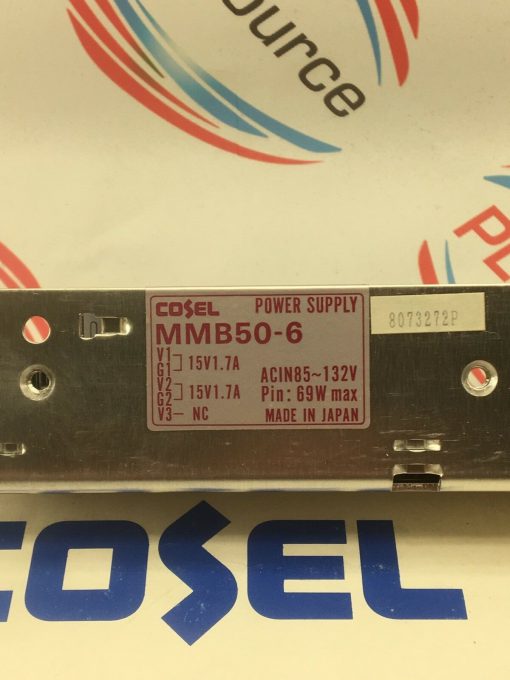 ource
PL
COSEL POWER SUPPLY
MMB50-6
8073272P
V1
G1 15V1.7A
V2
G2 15V1.7A
V3- NC
ACIN85~132V
Pin: 69W max
MADE IN JAPAN
COSEL